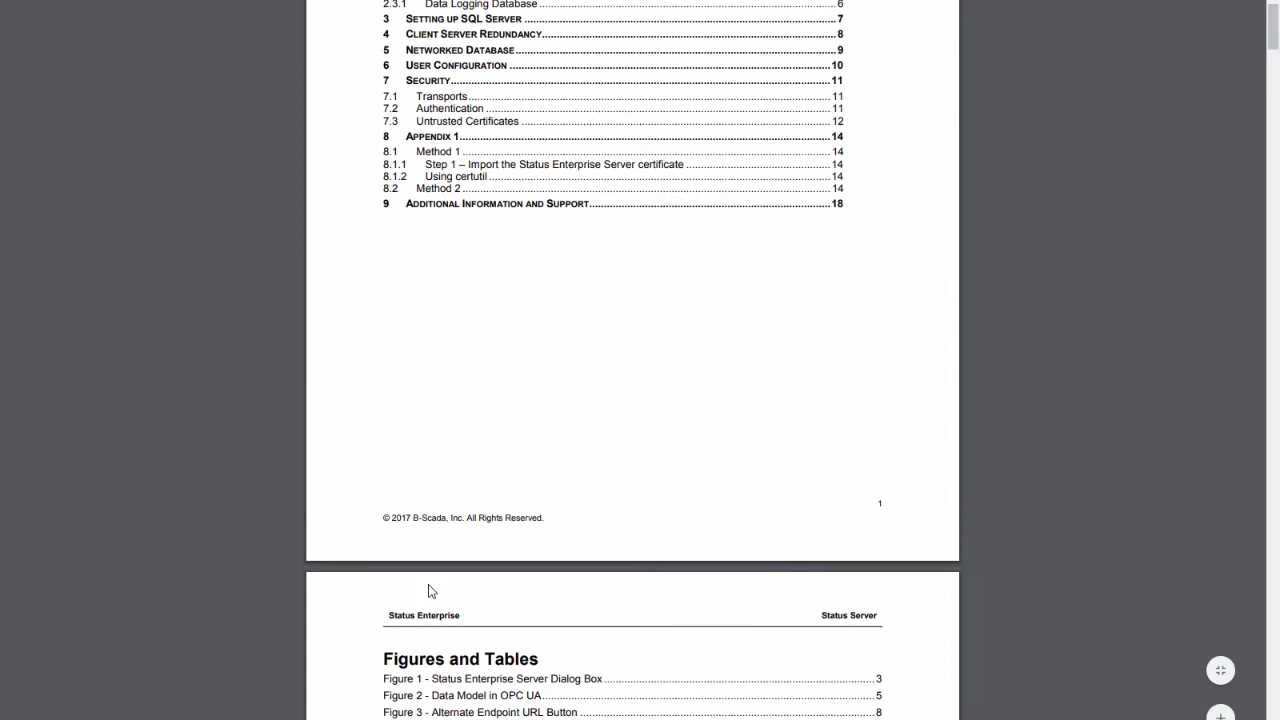 2.3.1 Data Logging Database 6
3 SETTING UP SQL SERVER 7
4 CLIENT SERVER REDUNDANCY 8
5 NETWORKED DATABASE 9
6 USER CONFIGURATION 10
7 SECURITY 11
7.1 Transports 11
7.2 Authentication 11
7.3 Untrusted Certificates 12
8 APPENDIX 1 14
8.1 Method 1 14
8.1.1 Step 1 – Import the Status Enterprise Server certificate 14
8.1.2 Using certutil 14
8.2 Method 2 14
9 ADDITIONAL INFORMATION AND SUPPORT 18
1
© 2017 B-Scada, Inc. All Rights Reserved.
Status Enterprise Status Server
Figures and Tables
Figure 1 - Status Enterprise Server Dialog Box 3
Figure 2 - Data Model in OPC UA 5
Figure 3 - Alternate Endpoint URL Button 8